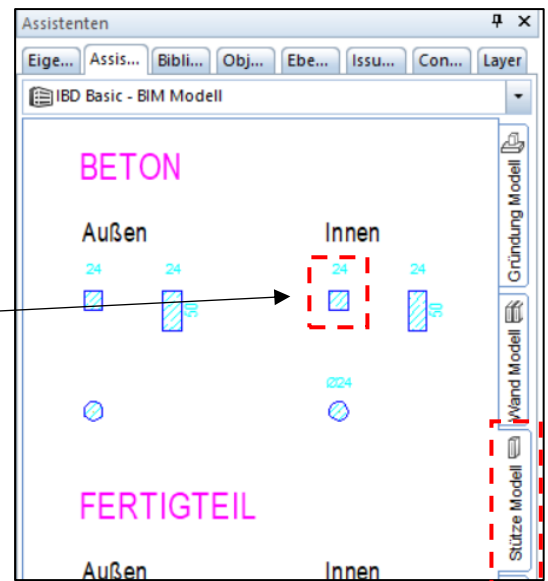 Assistenten
Eige... Assis... Bibli... Obj... Ebe... Issu... Con... Layer
IBD Basic - BIM Modell
BETON
Außen Innen
24 24 24 24
50 50
Ø24
FERTIGTEIL
Außen Innen
Gründung Modell
Wand Modell
Stütze Modell